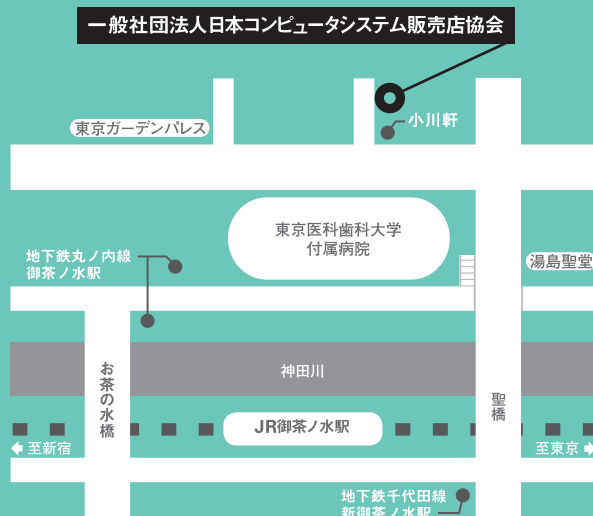 一般社団法人日本コンピュータシステム販売店協会
小川軒
東京ガーデンパレス
東京医科歯科大学
付属病院
地下鉄丸ノ内線
御茶ノ水駅
湯島聖堂
お茶の水橋
神田川
聖橋
JR御茶ノ水駅
至新宿
至東京
地下鉄千代田線
新御茶ノ水駅